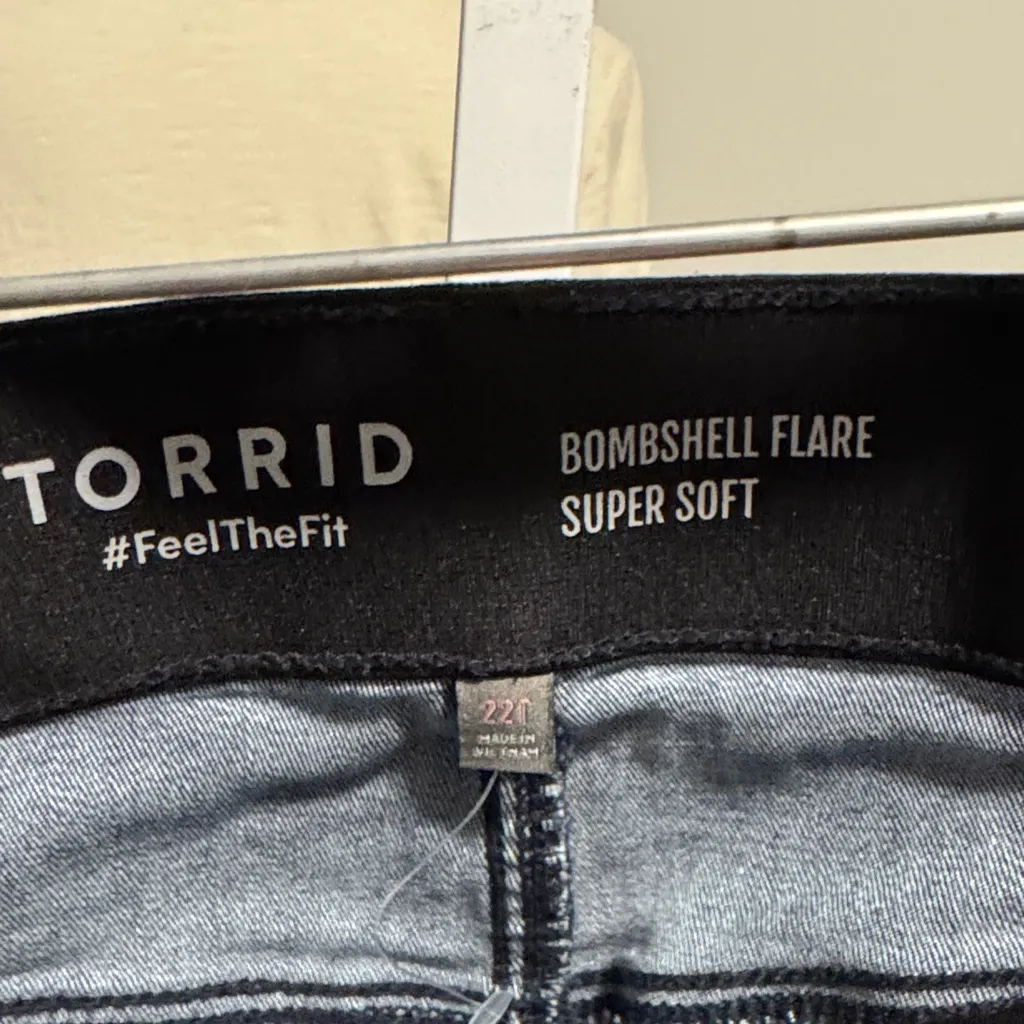 TORRID
#FeelTheFit
BOMBSHELL FLARE
SUPER SOFT
22T
MADE IN
VIETNAM